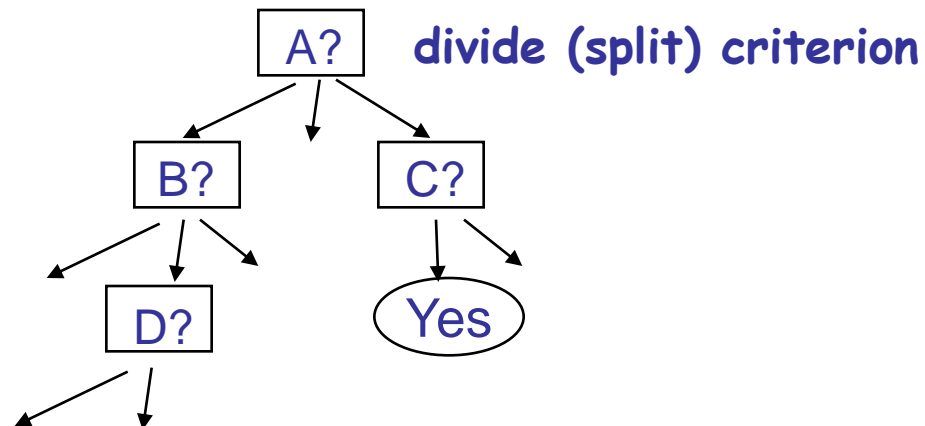 A? divide (split) criterion
B? C?
D? Yes